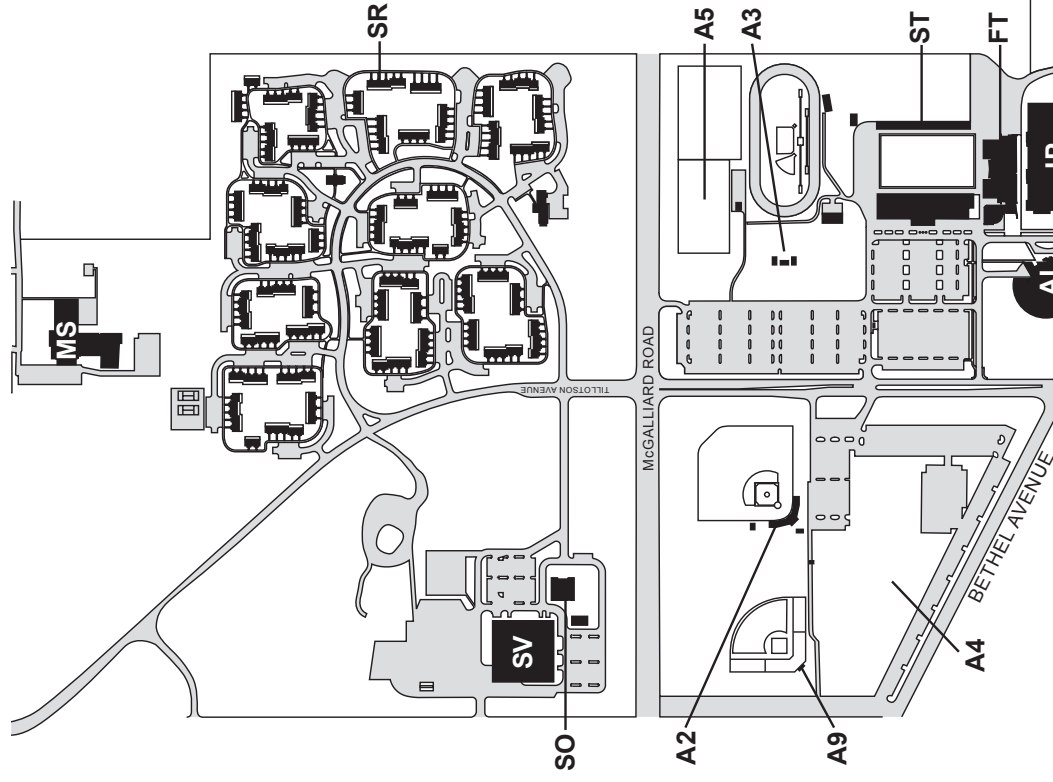 SR
A5
A3
ST
FT
MS
TILLOTSON AVENUE
McGALLIARD ROAD
BETHEL AVENUE
SV
SO
A2
A9
A4